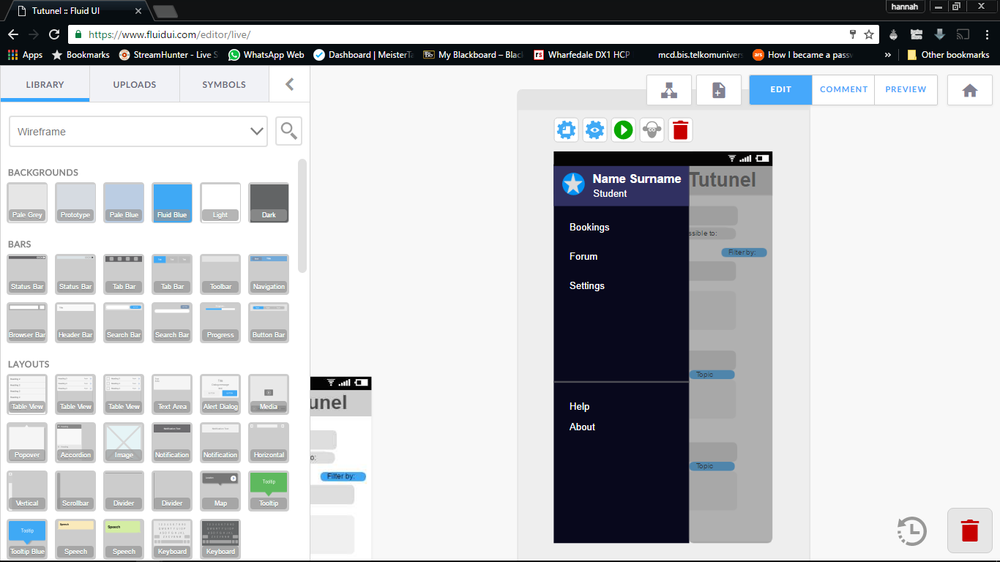 hannah
Tutunel :: Fluid UI
https://www.fluidui.com/editor/live/
Apps
Bookmarks
StreamHunter - Live S
WhatsApp Web
Dashboard | MeisterTa
My Blackboard – Black
Wharfedale DX1 HCP
mcd.bis.telkomunivers
How I became a passw
»
Other bookmarks
LIBRARY
UPLOADS
SYMBOLS
EDIT
COMMENT
PREVIEW
Wireframe
BACKGROUNDS
Pale Grey
Prototype
Pale Blue
Fluid Blue
Light
Dark
BARS
Status Bar
Status Bar
Tab Bar
Tab Bar
Toolbar
Navigation
Browser Bar
Header Bar
Search Bar
Search Bar
Progress
Button Bar
LAYOUTS
Table View
Table View
Table View
Text Area
Alert Dialog
Media
Popover
Accordion
Image
Notification
Notification
Horizontal
Vertical
Scrollbar
Divider
Divider
Map
Tooltip
Tooltip
Tooltip Blue
Speech
Speech
Speech
Speech
Keyboard
Keyboard
utunel
o:
Filter by:
Name Surname
Student
Bookings
Forum
Settings
Help
About
Tutunel
ssible to:
Filter by:
Topic
Topic